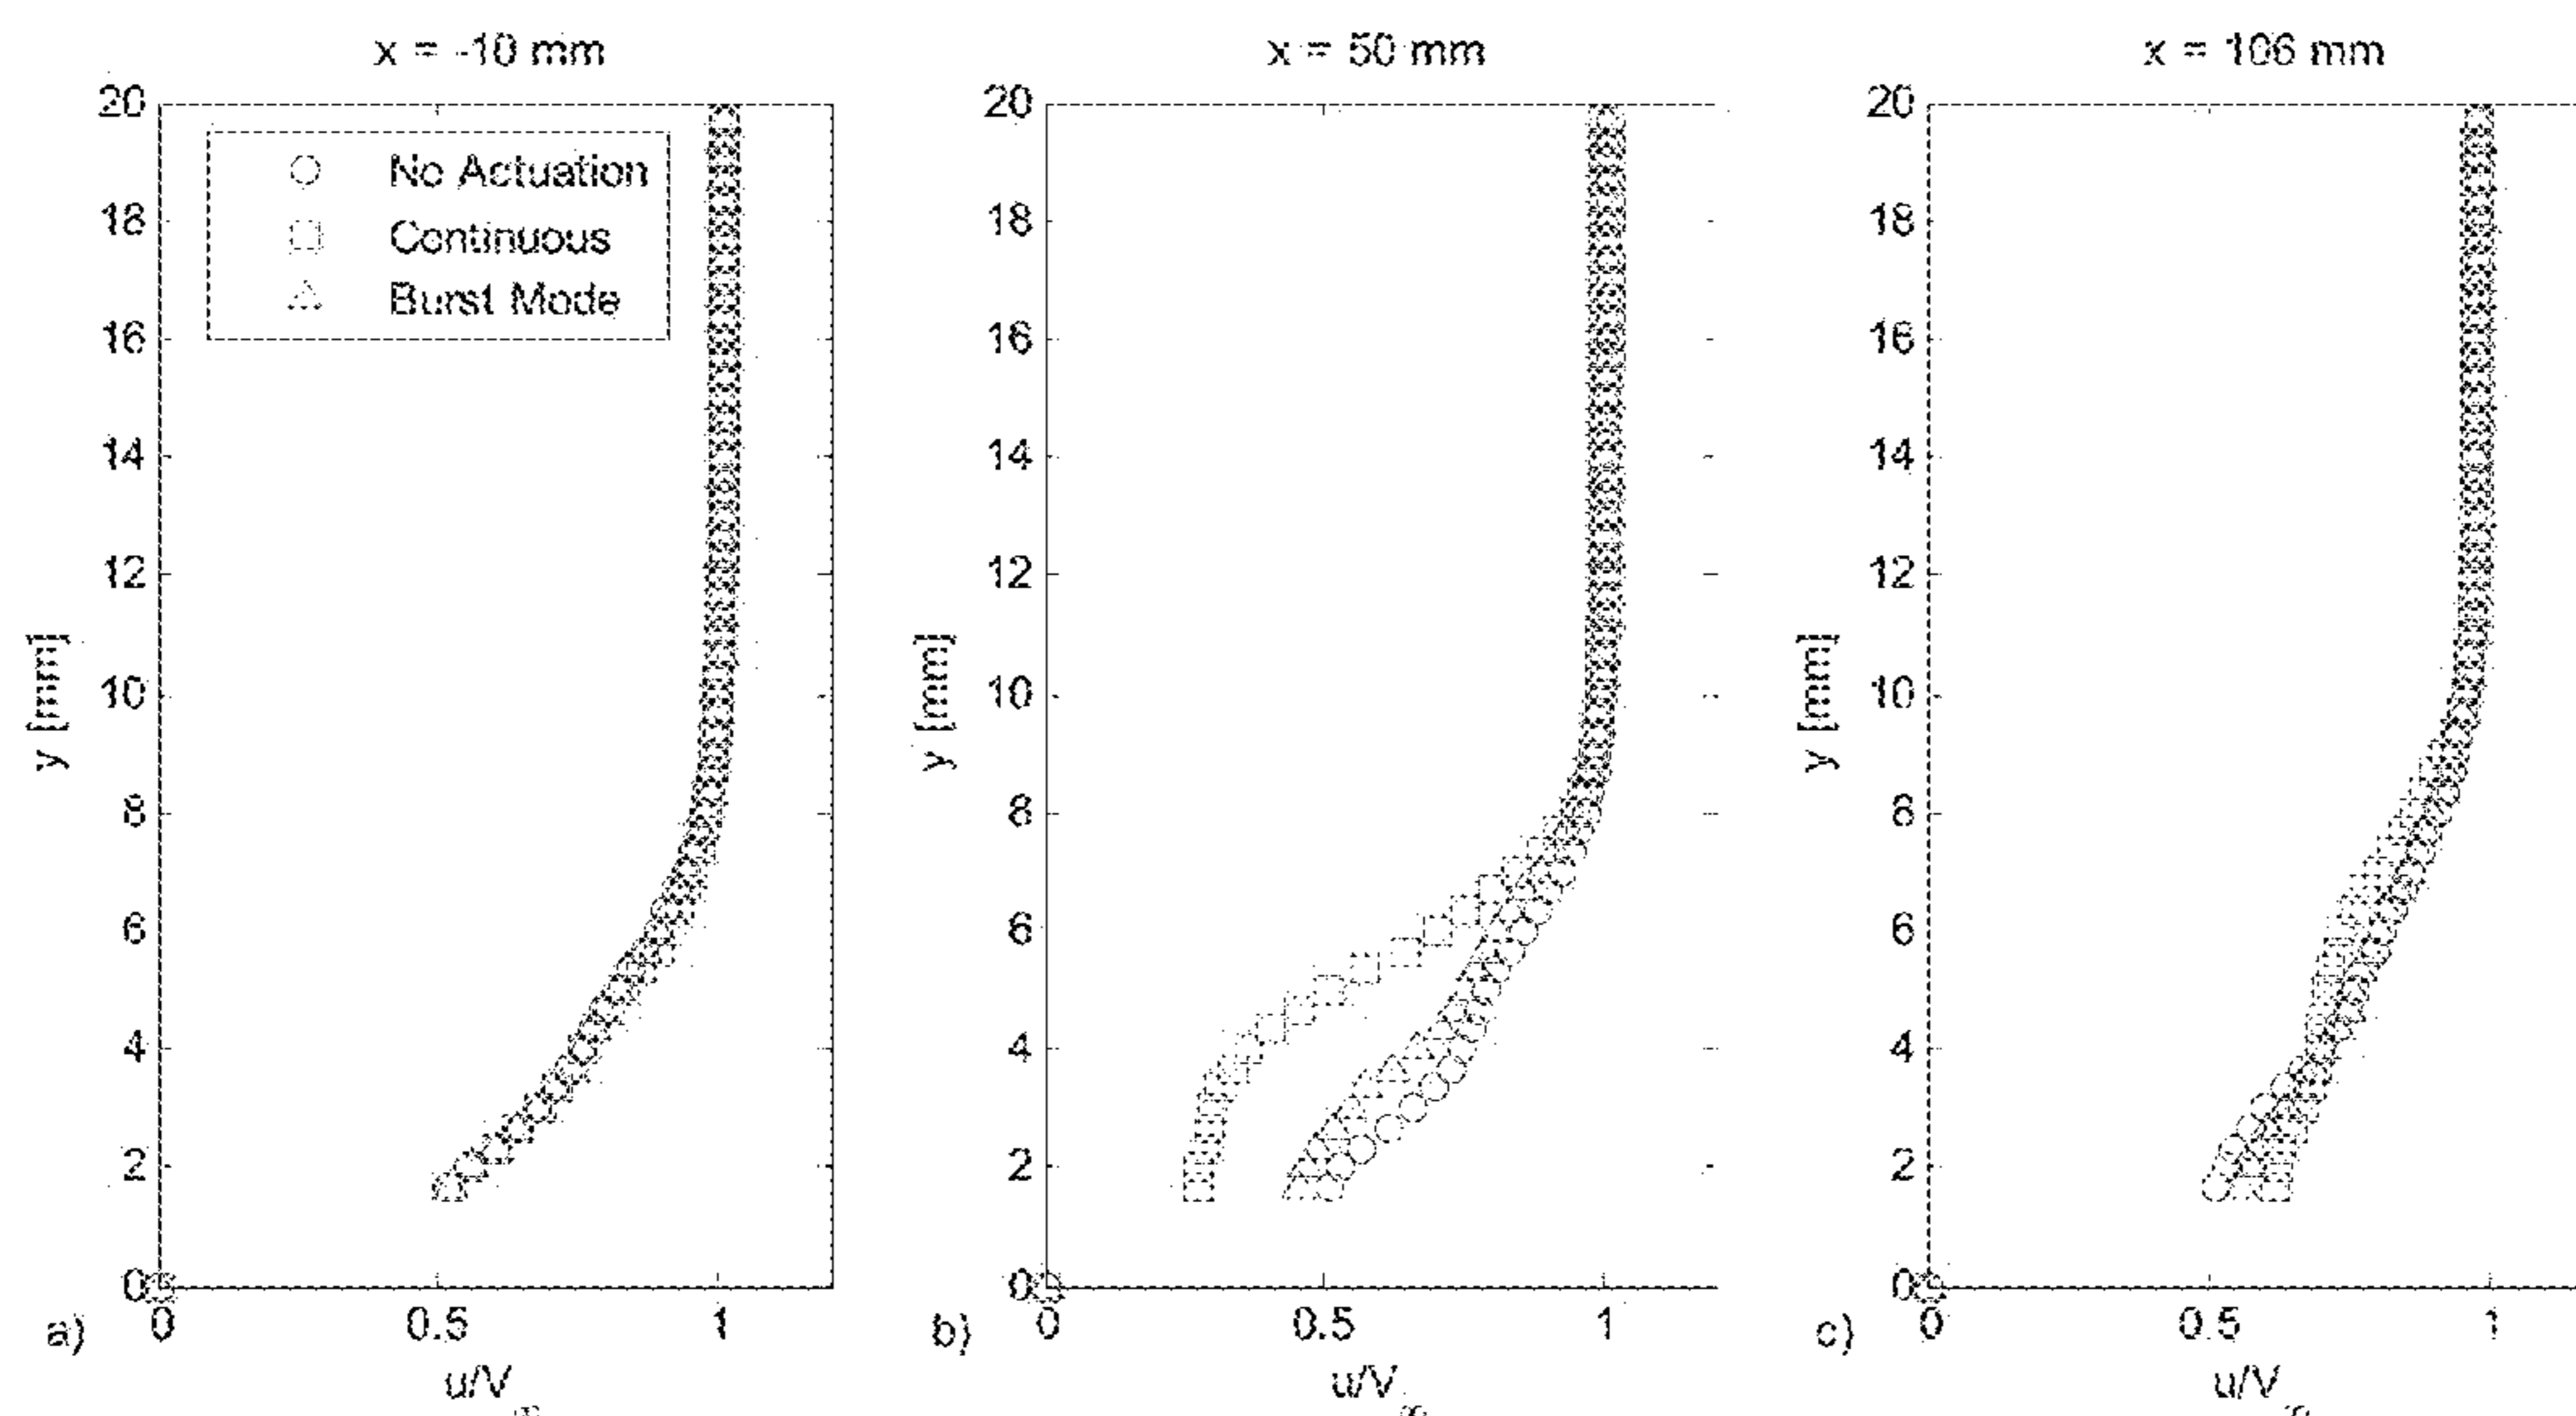 x = -10 mm
20
18
16
14
12
10
8
6
4
2
0
y [mm]
No Actuation
Continuous
Burst Mode
0
0.5
1
a)
u/V∞
x = 50 mm
20
18
16
14
12
10
8
6
4
2
0
y [mm]
0
0.5
1
b)
u/V∞
x = 106 mm
20
18
16
14
12
10
8
6
4
2
0
y [mm]
0
0.5
1
c)
u/V∞